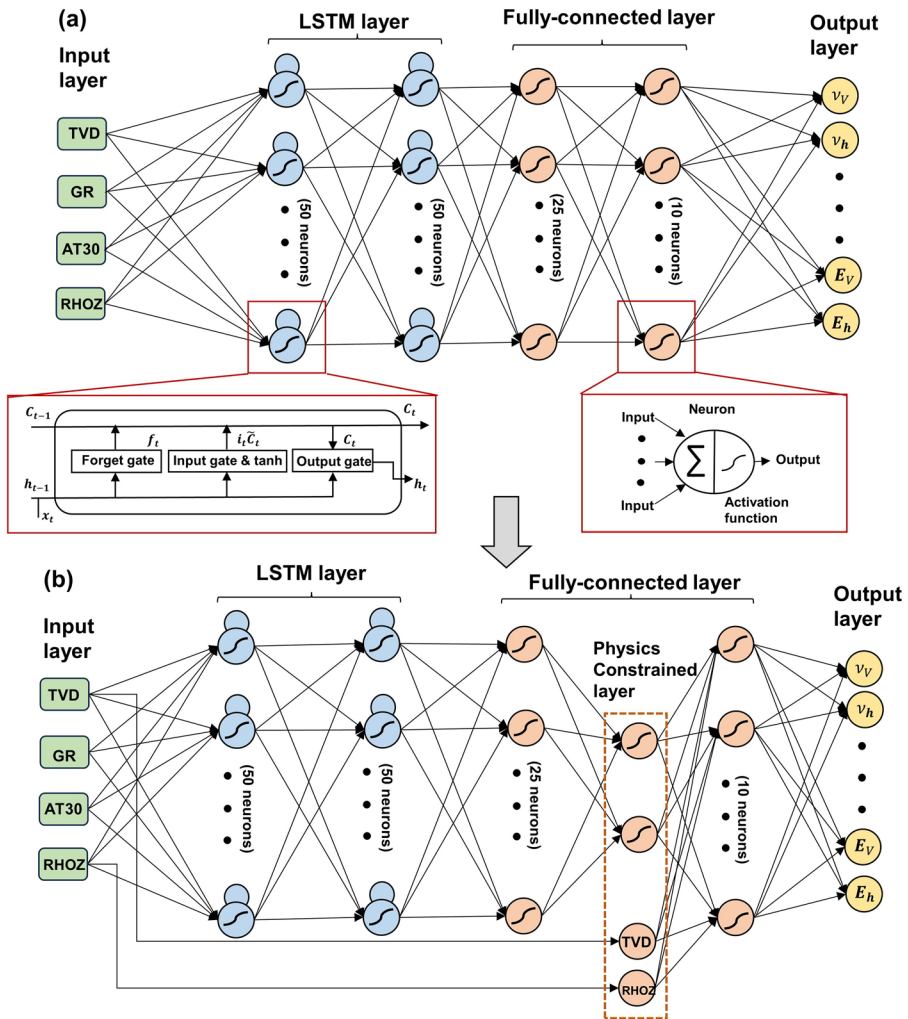 (a)
LSTM layer
Fully-connected layer
Input
layer
Output
layer
TVD
GR
AT30
RHOZ
(50 neurons)
(50 neurons)
(25 neurons)
(10 neurons)
ν_V
ν_h
E_V
E_h
C_{t−1}
C_t
f_t
i_t C̃_t
C_t
Forget gate
Input gate & tanh
Output gate
h_{t−1}
h_t
x_t
Neuron
Input
Output
Input
Activation
function
(b)
LSTM layer
Fully-connected layer
Input
layer
Output
layer
Physics
Constrained
layer
TVD
GR
AT30
RHOZ
(50 neurons)
(50 neurons)
(25 neurons)
(10 neurons)
TVD
RHOZ
ν_V
ν_h
E_V
E_h